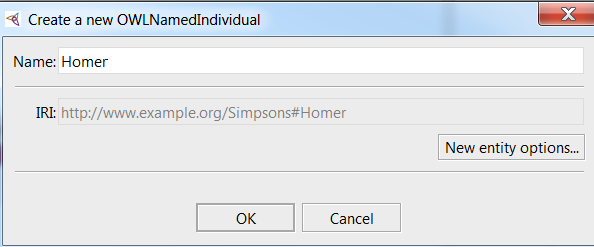 Create a new OWLNamedIndividual
Name: Homer
IRI: http://www.example.org/Simpsons#Homer
New entity options...
OK Cancel